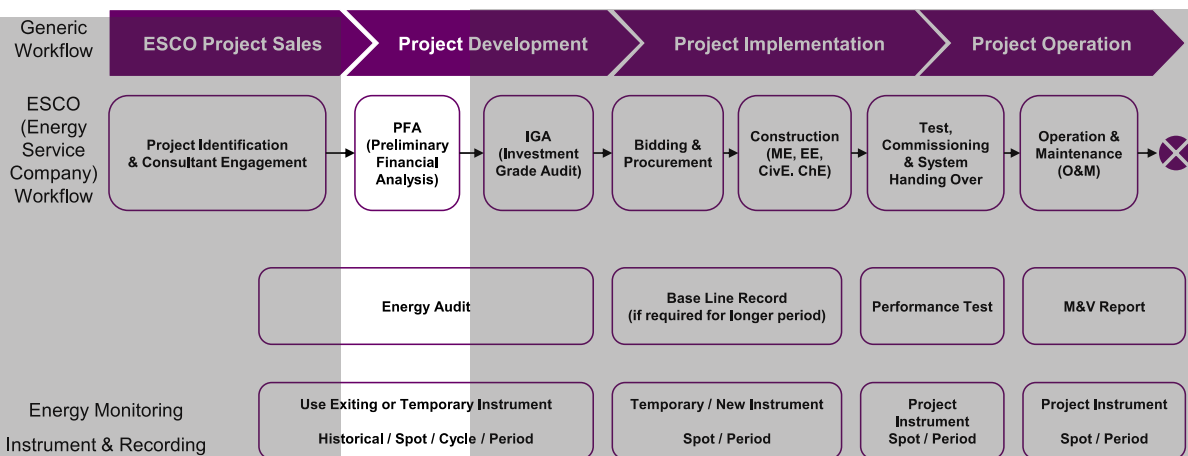 Generic
Workflow
ESCO Project Sales
Project Development
Project Implementation
Project Operation
ESCO
(Energy
Service
Company)
Workflow
Project Identification
& Consultant Engagement
PFA
(Preliminary
Financial
Analysis)
IGA
(Investment
Grade Audit)
Bidding &
Procurement
Construction
(ME, EE,
CivE. ChE)
Test,
Commissioning
& System
Handing Over
Operation &
Maintenance
(O&M)
Energy Audit
Base Line Record
(if required for longer period)
Performance Test
M&V Report
Energy Monitoring
Instrument & Recording
Use Exiting or Temporary Instrument
Historical / Spot / Cycle / Period
Temporary / New Instrument
Spot / Period
Project
Instrument
Spot / Period
Project Instrument
Spot / Period